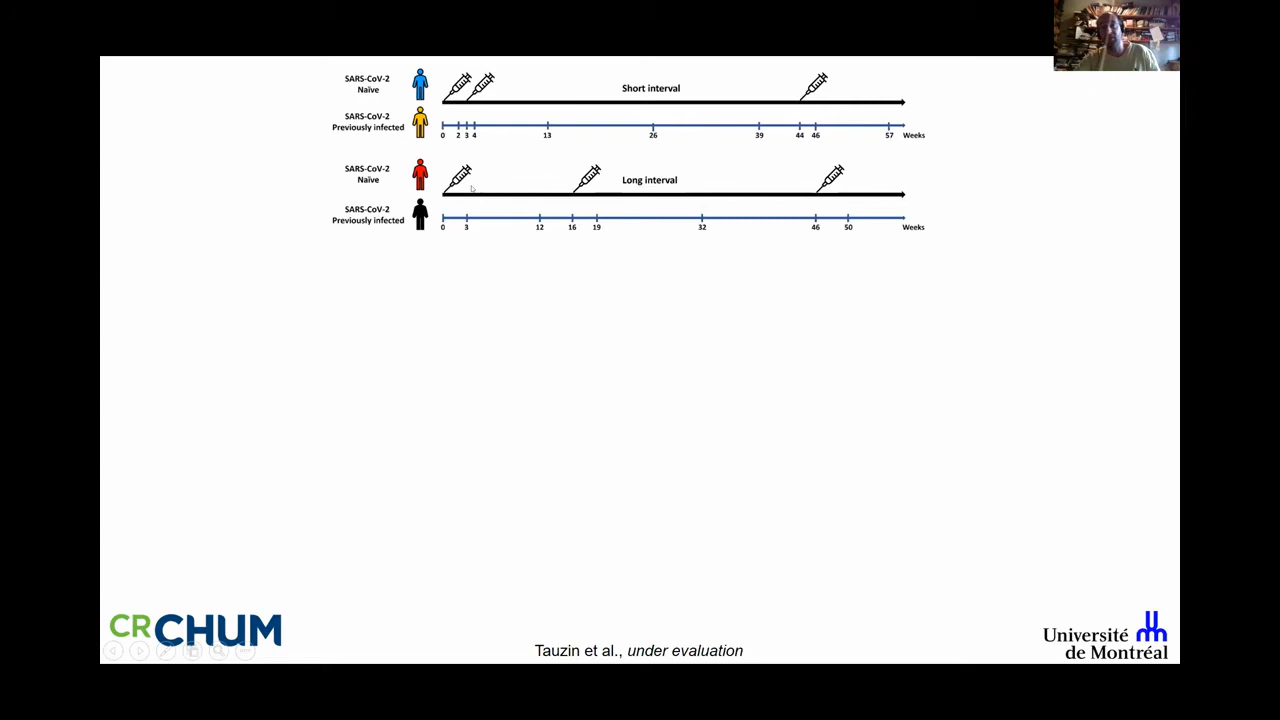 SARS-CoV-2
Naïve
Short interval
SARS-CoV-2
Previously infected
0 2 3 4 13 26 39 44 46 57 Weeks
SARS-CoV-2
Naïve
Long interval
SARS-CoV-2
Previously infected
0 3 12 16 19 32 46 50 Weeks
CRCHUM
Tauzin et al., under evaluation
Université
de Montréal